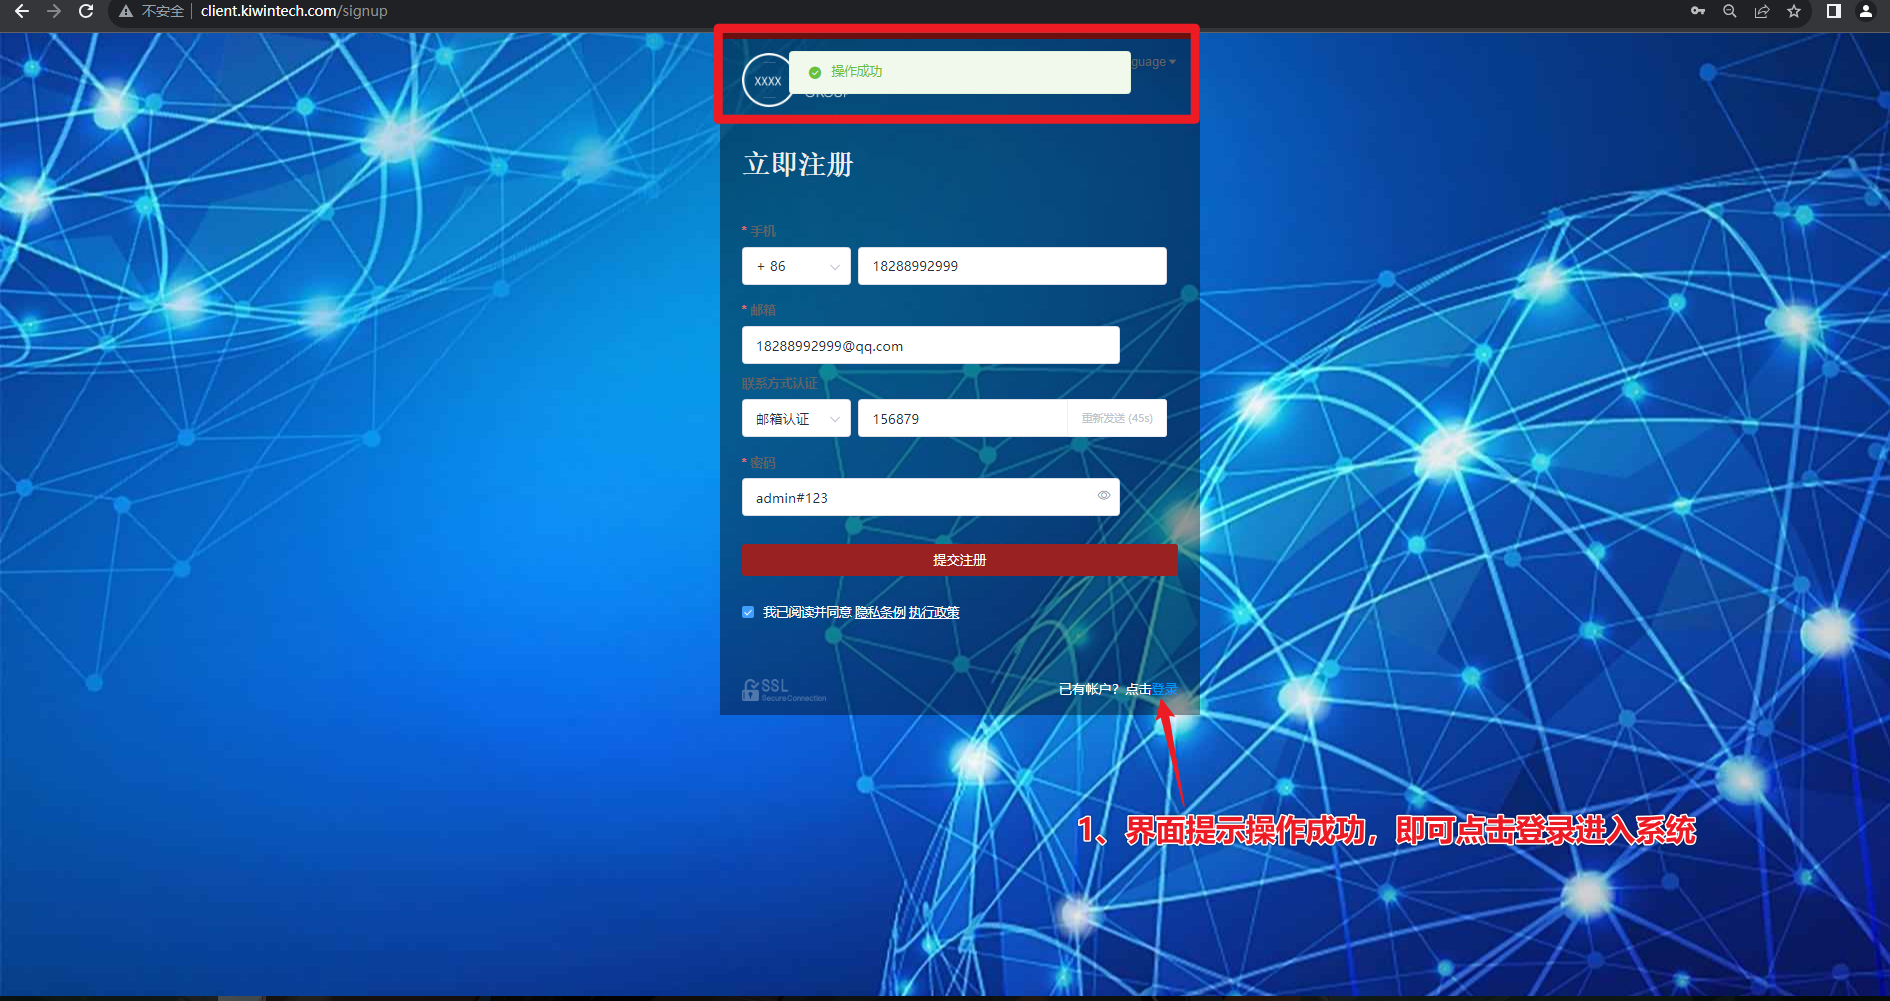 不安全 client.kiwintech.com/signup
XXXX
操作成功
guage
GROUP
立即注册
* 手机
+ 86
18288992999
* 邮箱
18288992999@qq.com
联系方式认证
邮箱认证
156879
重新发送 (45s)
* 密码
admin#123
提交注册
我已阅读并同意 隐私条例 执行政策
SSL
Secure Connection
已有帐户？点击登录
1、界面提示操作成功，即可点击登录进入系统